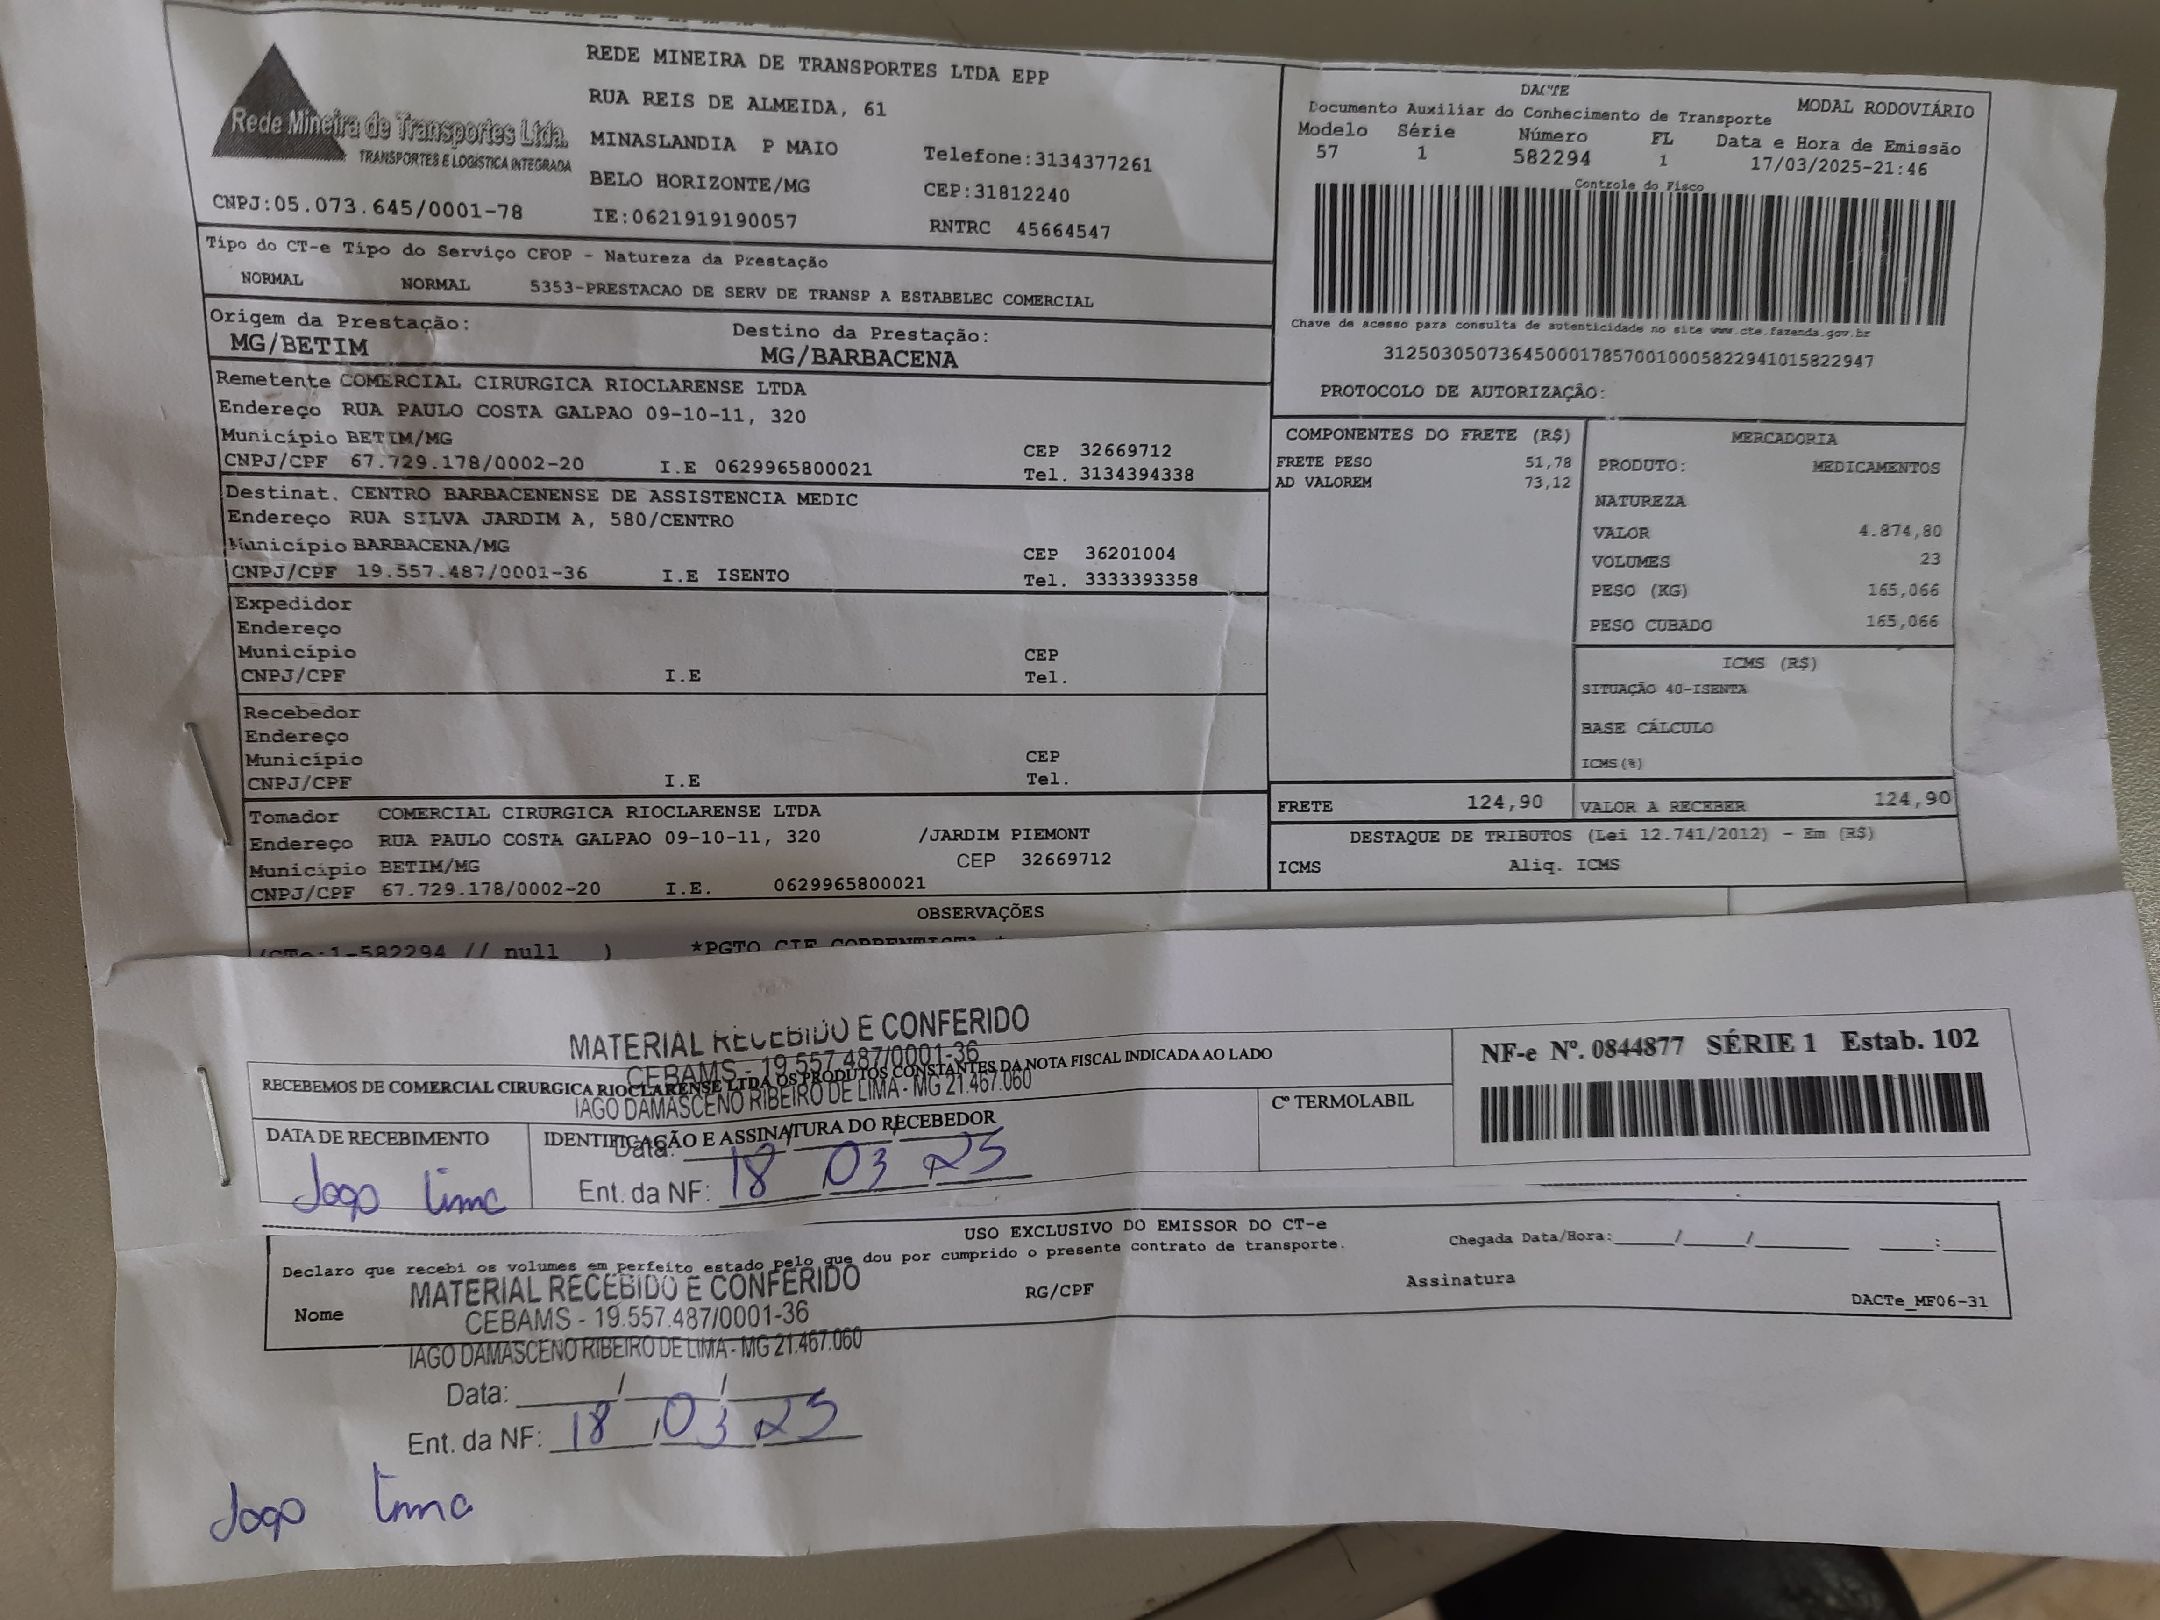 Rede Mineira de Transportes Ltda.
TRANSPORTES E LOGÍSTICA INTEGRADA
CNPJ:05.073.645/0001-78
REDE MINEIRA DE TRANSPORTES LTDA EPP
RUA REIS DE ALMEIDA, 61
MINASLANDIA P MAIO Telefone:3134377261
BELO HORIZONTE/MG CEP:31812240
IE:0621919190057 RNTRC 45664547
DACTE
Documento Auxiliar do Conhecimento de Transporte MODAL RODOVIÁRIO
Modelo Série Número FL Data e Hora de Emissão
57 1 582294 1 17/03/2025-21:46
Controle do Fisco
Chave de acesso para consulta de autenticidade no site www.cte.fazenda.gov.br
31250305073645000178570010005822941015822947
PROTOCOLO DE AUTORIZAÇÃO:
Tipo do CT-e Tipo do Serviço CFOP - Natureza da Prestação
NORMAL NORMAL 5353-PRESTACAO DE SERV DE TRANSP A ESTABELEC COMERCIAL
Origem da Prestação: Destino da Prestação:
MG/BETIM MG/BARBACENA
Remetente COMERCIAL CIRURGICA RIOCLARENSE LTDA
Endereço RUA PAULO COSTA GALPAO 09-10-11, 320
Município BETIM/MG CEP 32669712
CNPJ/CPF 67.729.178/0002-20 I.E 0629965800021 Tel. 3134394338
Destinat. CENTRO BARBACENENSE DE ASSISTENCIA MEDIC
Endereço RUA SILVA JARDIM A, 580/CENTRO
Município BARBACENA/MG CEP 36201004
CNPJ/CPF 19.557.487/0001-36 I.E ISENTO Tel. 3333393358
Expedidor
Endereço
Município CEP
CNPJ/CPF I.E Tel.
Recebedor
Endereço
Município CEP
CNPJ/CPF I.E Tel.
Tomador COMERCIAL CIRURGICA RIOCLARENSE LTDA
Endereço RUA PAULO COSTA GALPAO 09-10-11, 320 /JARDIM PIEMONT
Município BETIM/MG CEP 32669712
CNPJ/CPF 67.729.178/0002-20 I.E. 0629965800021
COMPONENTES DO FRETE (R$)
FRETE PESO 51,78
AD VALOREM 73,12
MERCADORIA
PRODUTO: MEDICAMENTOS
NATUREZA
VALOR 4.874,80
VOLUMES 23
PESO (KG) 165,066
PESO CUBADO 165,066
ICMS (R$)
SITUAÇÃO 40-ISENTA
BASE CÁLCULO
ICMS(%)
FRETE 124,90 VALOR A RECEBER 124,90
DESTAQUE DE TRIBUTOS (Lei 12.741/2012) - Em (R$)
ICMS Aliq. ICMS
OBSERVAÇÕES
(CTe:1-582294 // null ) *PGTO CIF CORRENTISTA
MATERIAL RECEBIDO E CONFERIDO
CEBAMS - 19.557.487/0001-36
RECEBEMOS DE COMERCIAL CIRURGICA RIOCLARENSE LTDA OS PRODUTOS CONSTANTES DA NOTA FISCAL INDICADA AO LADO
IAGO DAMASCENO RIBEIRO DE LIMA - MG 21.467.060
DATA DE RECEBIMENTO IDENTIFICAÇÃO E ASSINATURA DO RECEBEDOR
Cº TERMOLABIL
NF-e Nº. 0844877 SÉRIE 1 Estab. 102
Data: / /
Iago Lima Ent. da NF: 18 03 25
USO EXCLUSIVO DO EMISSOR DO CT-e
Declaro que recebi os volumes em perfeito estado pelo que dou por cumprido o presente contrato de transporte.
Chegada Data/Hora: / / :
Nome RG/CPF Assinatura
DACTe_MF06-31
MATERIAL RECEBIDO E CONFERIDO
CEBAMS - 19.557.487/0001-36
IAGO DAMASCENO RIBEIRO DE LIMA - MG 21.467.060
Data: / /
Ent. da NF: 18 / 03 / 25
Iago Lima